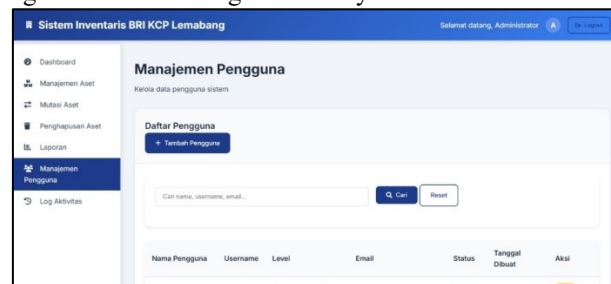 Sistem Inventaris BRI KCP Lemabang
Selamat datang, Administrator
A
Logout
Dashboard
Manajemen Aset
Mutasi Aset
Penghapusan Aset
Laporan
Manajemen
Pengguna
Log Aktivitas
Manajemen Pengguna
Kelola data pengguna sistem
Daftar Pengguna
+ Tambah Pengguna
Cari nama, username, email...
Cari
Reset
Nama Pengguna Username Level Email Status Tanggal Dibuat Aksi